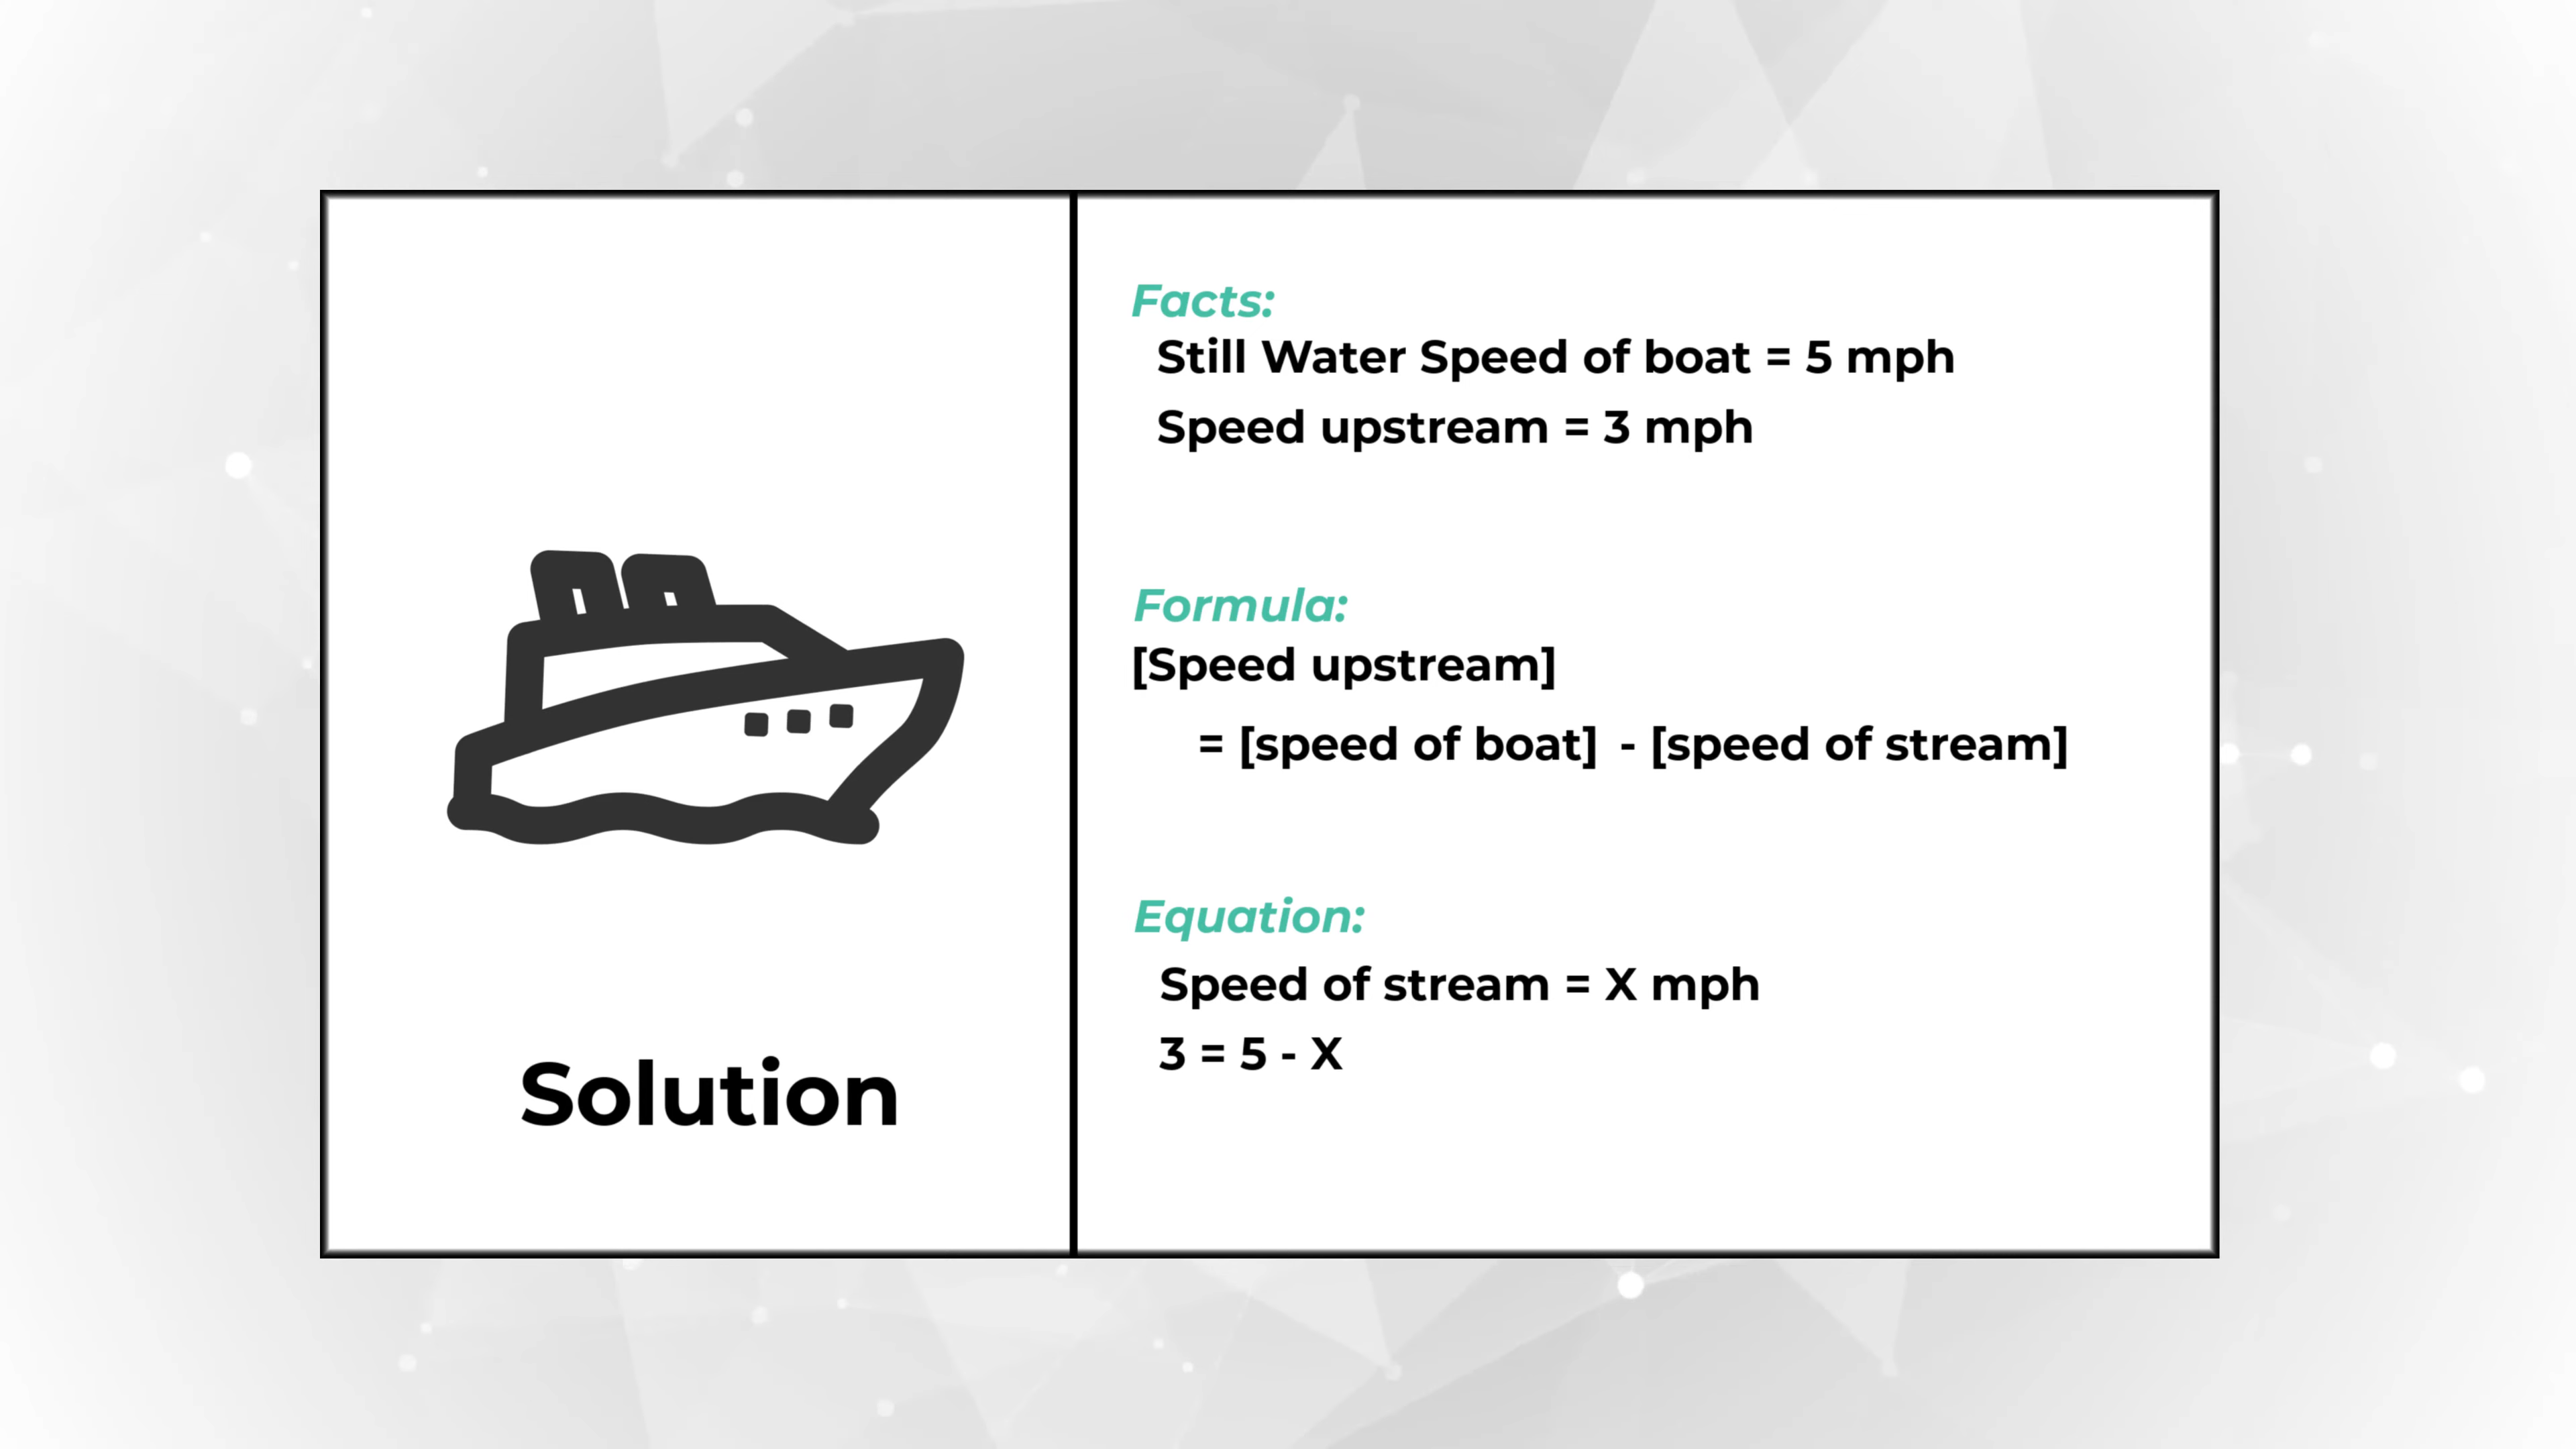 Solution
Facts:
Still Water Speed of boat = 5 mph
Speed upstream = 3 mph
Formula:
[Speed upstream]
= [speed of boat] - [speed of stream]
Equation:
Speed of stream = X mph
3 = 5 - X